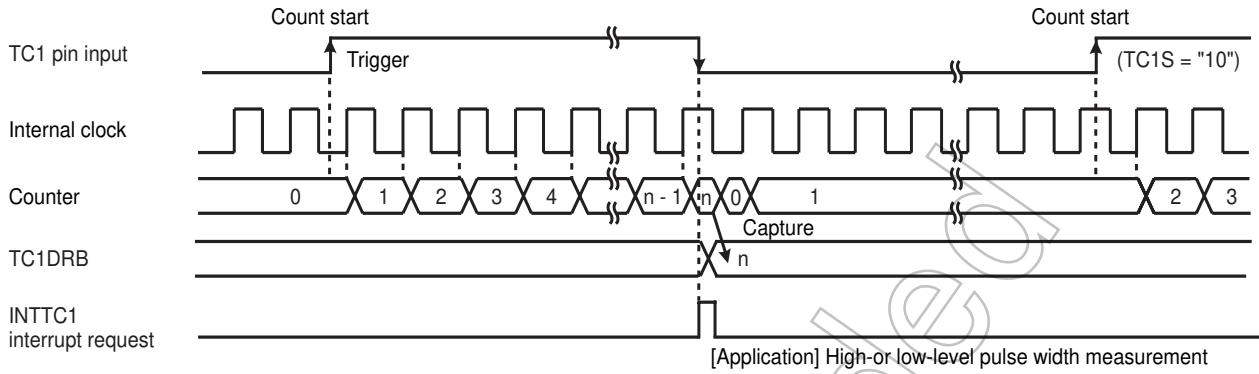 Count start
Count start
TC1 pin input
Trigger
(TC1S = "10")
Internal clock
Counter
0
1
2
3
4
n - 1
n
0
1
2
3
Capture
TC1DRB
n
INTTC1
interrupt request
[Application] High-or low-level pulse width measurement